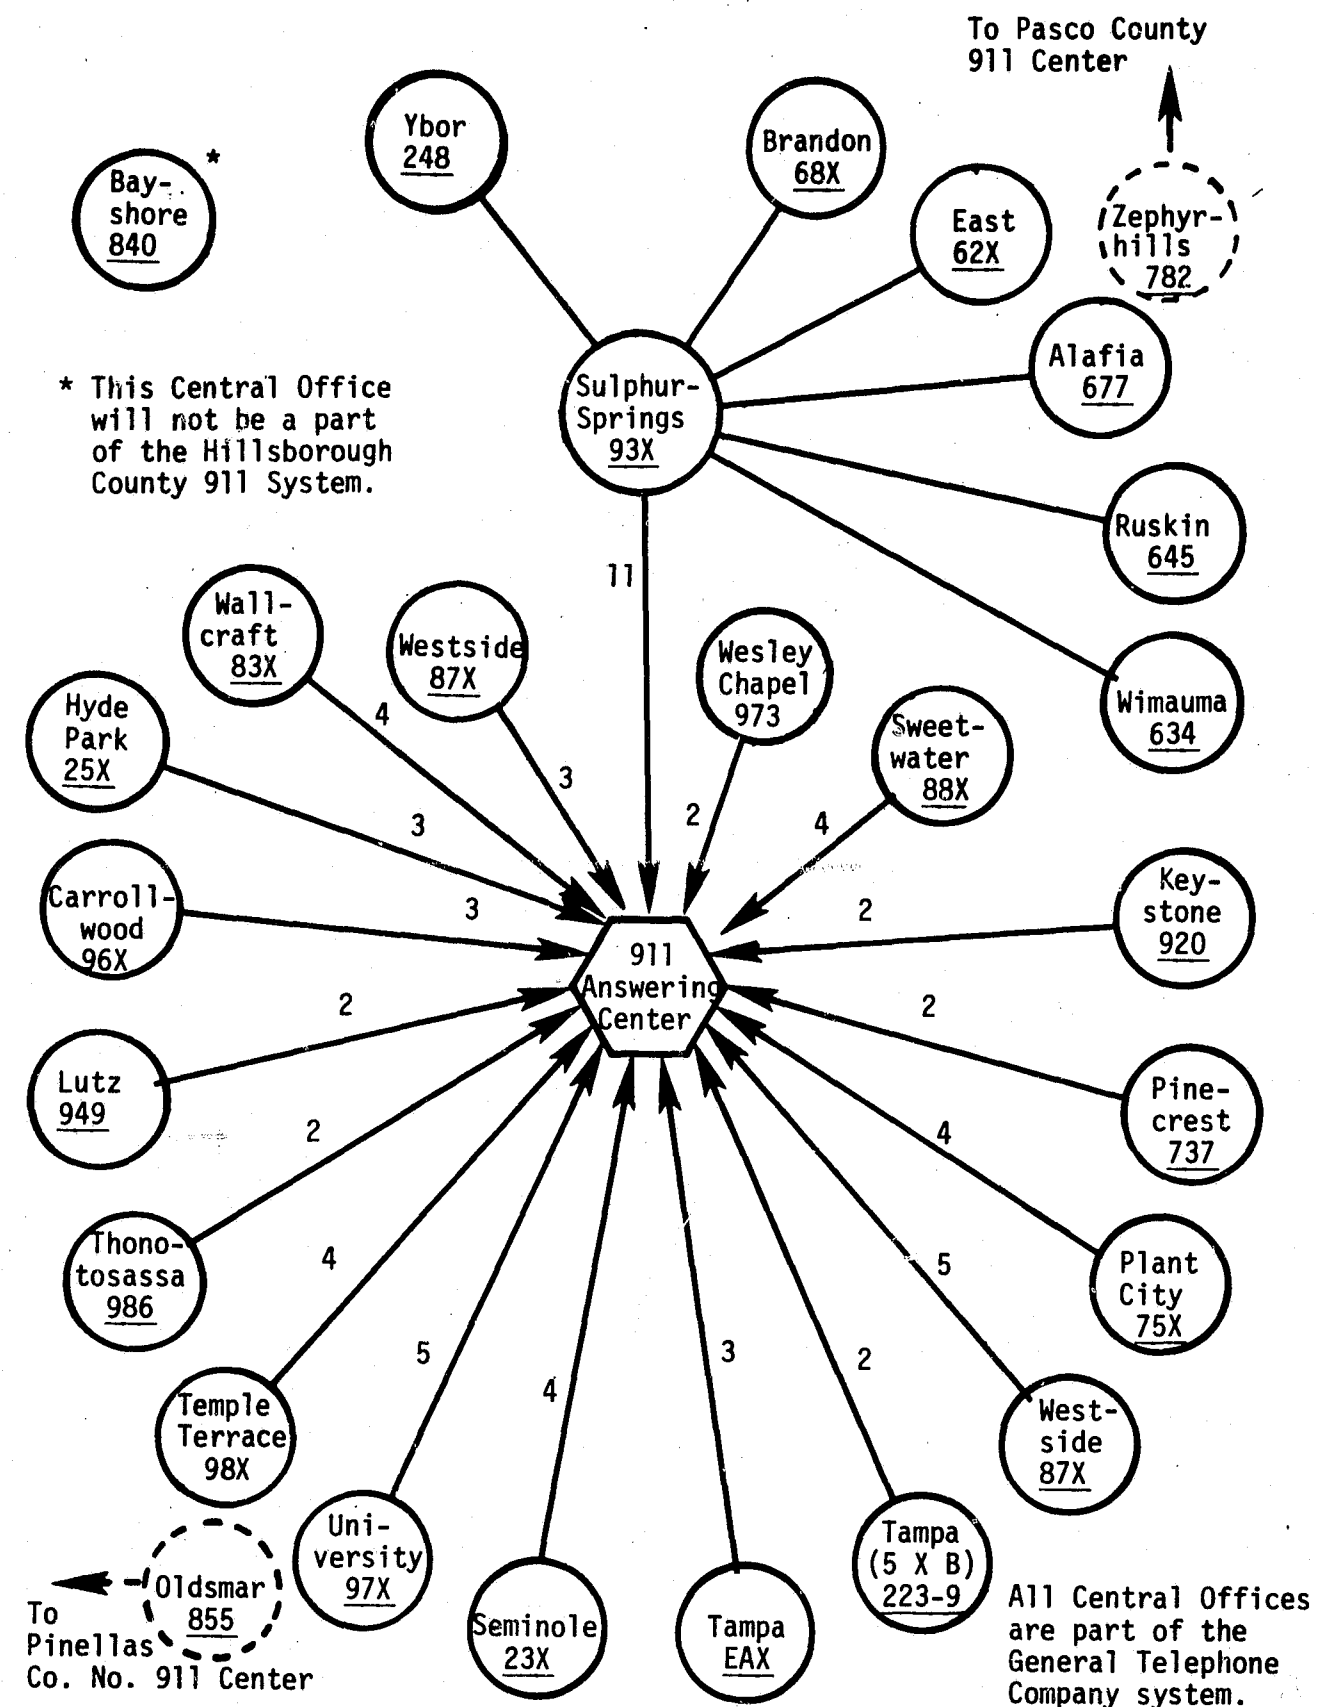 To Pasco County
911 Center
Ybor
248
Brandon
68X
*
Bay-
shore
840
East
62X
Zephyr-
hills
782
Alafia
677
* This Central Office
will not be a part
of the Hillsborough
County 911 System.
Sulphur-
Springs
93X
Ruskin
645
11
Wall-
craft
83X
Westside
87X
Wesley
Chapel
973
Wimauma
634
Hyde
Park
25X
4
3
2
Sweet-
water
88X
3
4
Carroll-
wood
96X
3
2
Key-
stone
920
911
Answering
Center
2
2
Lutz
949
Pine-
crest
737
2
4
Thono-
tosassa
986
4
5
Plant
City
75X
5
4
3
2
Temple
Terrace
98X
West-
side
87X
Uni-
versity
97X
Tampa
(5 X B)
223-9
Oldsmar
855
To
Pinellas
Co. No. 911 Center
Seminole
23X
Tampa
EAX
All Central Offices
are part of the
General Telephone
Company system.